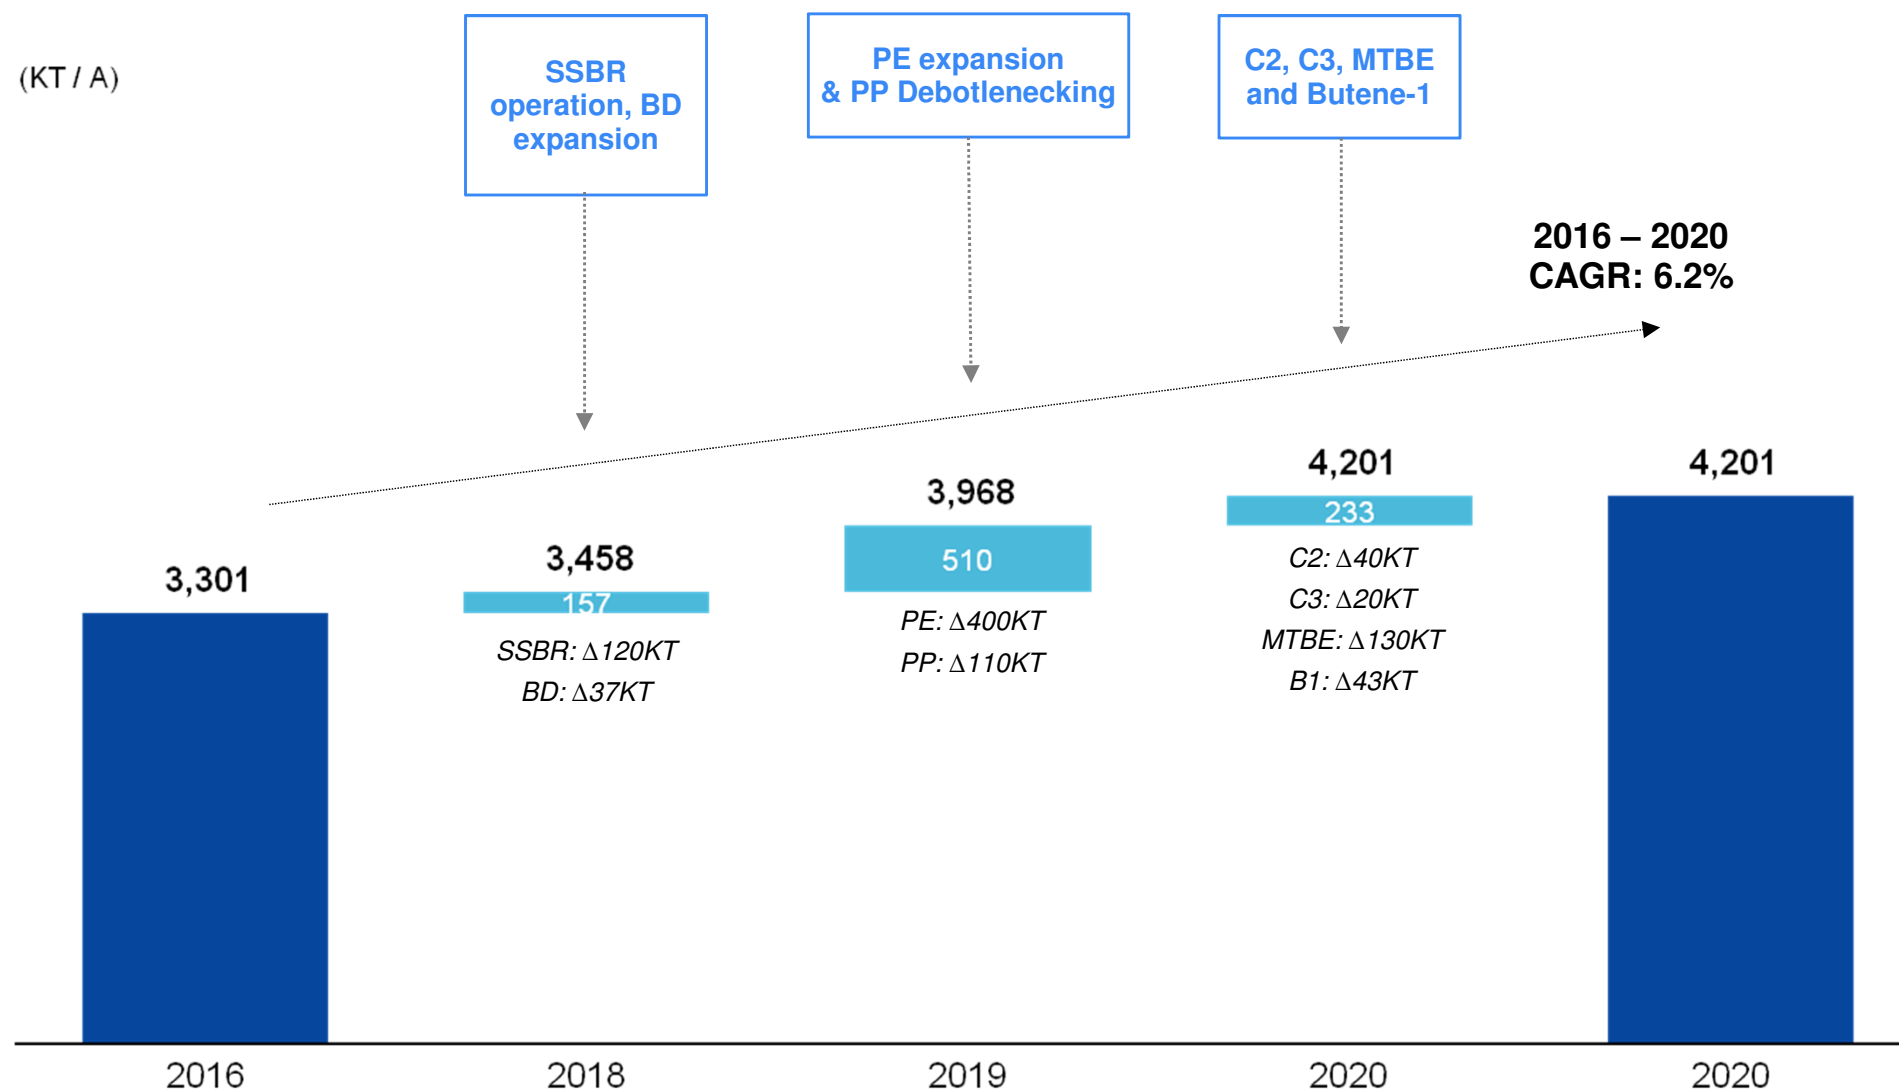 (KT / A)
SSBR
operation, BD
expansion
PE expansion
& PP Debotlenecking
C2, C3, MTBE
and Butene-1
2016 – 2020
CAGR: 6.2%
3,301
3,458
157
SSBR: Δ120KT
BD: Δ37KT
3,968
510
PE: Δ400KT
PP: Δ110KT
4,201
233
C2: Δ40KT
C3: Δ20KT
MTBE: Δ130KT
B1: Δ43KT
4,201
2016
2018
2019
2020
2020